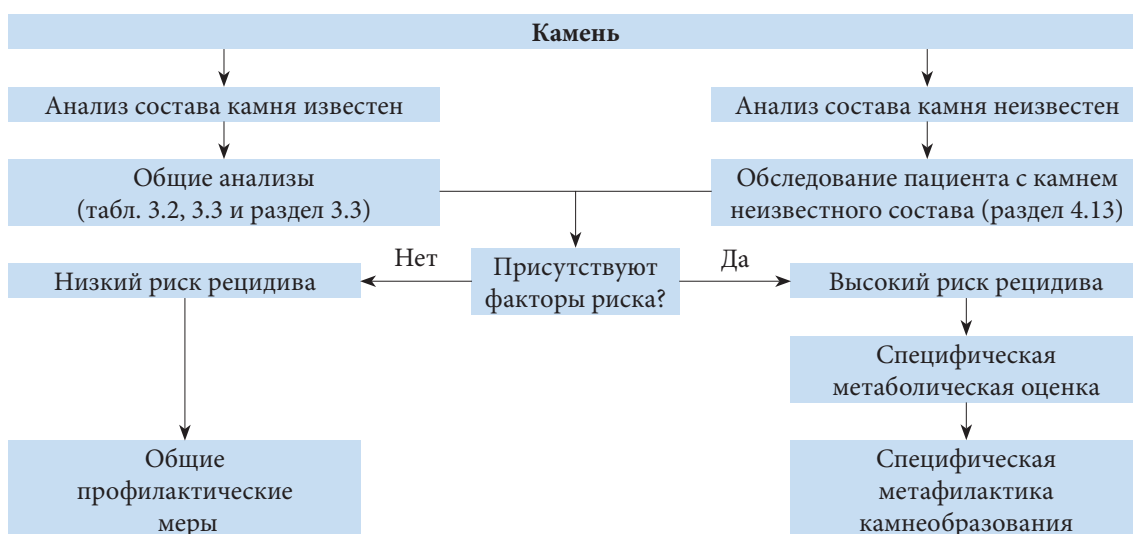 Камень
Анализ состава камня известен
Анализ состава камня неизвестен
Общие анализы
(табл. 3.2, 3.3 и раздел 3.3)
Обследование пациента с камнем
неизвестного состава (раздел 4.13)
Нет
Присутствуют
факторы риска?
Да
Низкий риск рецидива
Высокий риск рецидива
Специфическая
метаболическая оценка
Общие
профилактические
меры
Специфическая
метафилактика
камнеобразования